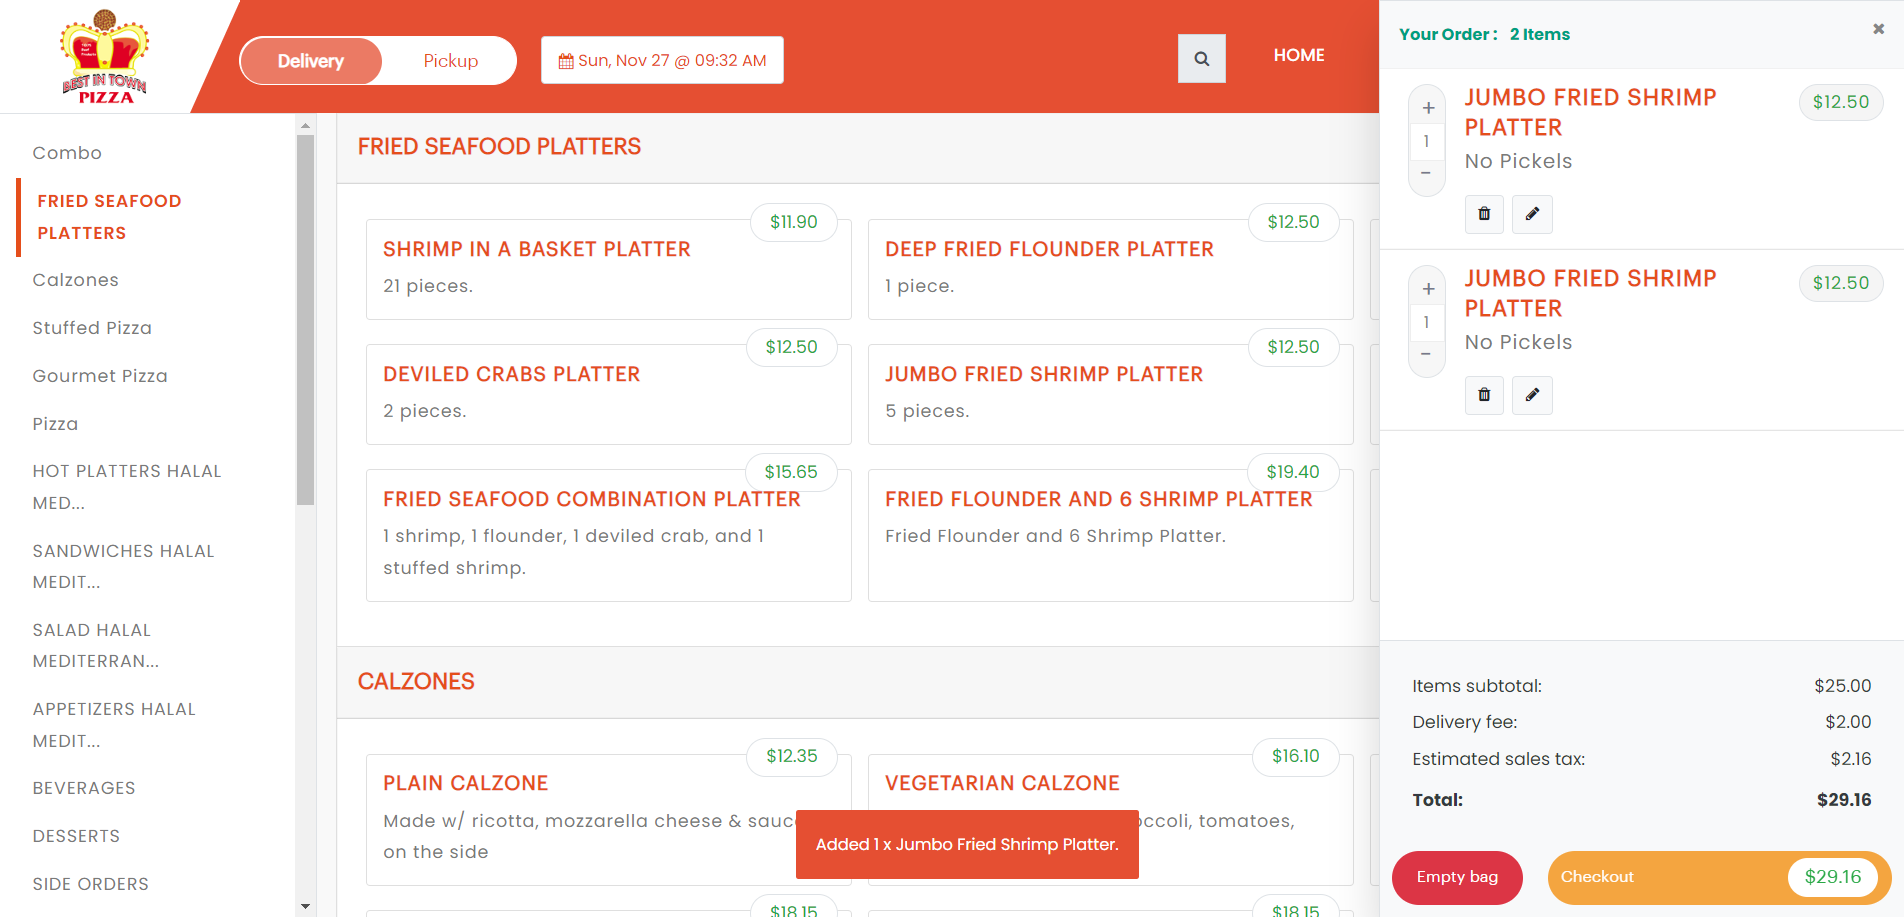 BEST IN TOWN
PIZZA
Delivery
Pickup
Sun, Nov 27 @ 09:32 AM
HOME
Combo
FRIED SEAFOOD
PLATTERS
Calzones
Stuffed Pizza
Gourmet Pizza
Pizza
HOT PLATTERS HALAL
MED...
SANDWICHES HALAL
MEDIT...
SALAD HALAL
MEDITERRAN...
APPETIZERS HALAL
MEDIT...
BEVERAGES
DESSERTS
SIDE ORDERS
FRIED SEAFOOD PLATTERS
$11.90
SHRIMP IN A BASKET PLATTER
21 pieces.
$12.50
DEEP FRIED FLOUNDER PLATTER
1 piece.
$12.50
DEVILED CRABS PLATTER
2 pieces.
$12.50
JUMBO FRIED SHRIMP PLATTER
5 pieces.
$15.65
FRIED SEAFOOD COMBINATION PLATTER
1 shrimp, 1 flounder, 1 deviled crab, and 1
stuffed shrimp.
$19.40
FRIED FLOUNDER AND 6 SHRIMP PLATTER
Fried Flounder and 6 Shrimp Platter.
CALZONES
$12.35
PLAIN CALZONE
Made w/ ricotta, mozzarella cheese & sauc
on the side
$16.10
VEGETARIAN CALZONE
occoli, tomatoes,
$18.15
$18.15
Added 1 x Jumbo Fried Shrimp Platter.
Your Order : 2 Items
+
1
−
JUMBO FRIED SHRIMP
PLATTER
No Pickels
$12.50
+
1
−
JUMBO FRIED SHRIMP
PLATTER
No Pickels
$12.50
Items subtotal: $25.00
Delivery fee: $2.00
Estimated sales tax: $2.16
Total: $29.16
Empty bag
Checkout $29.16